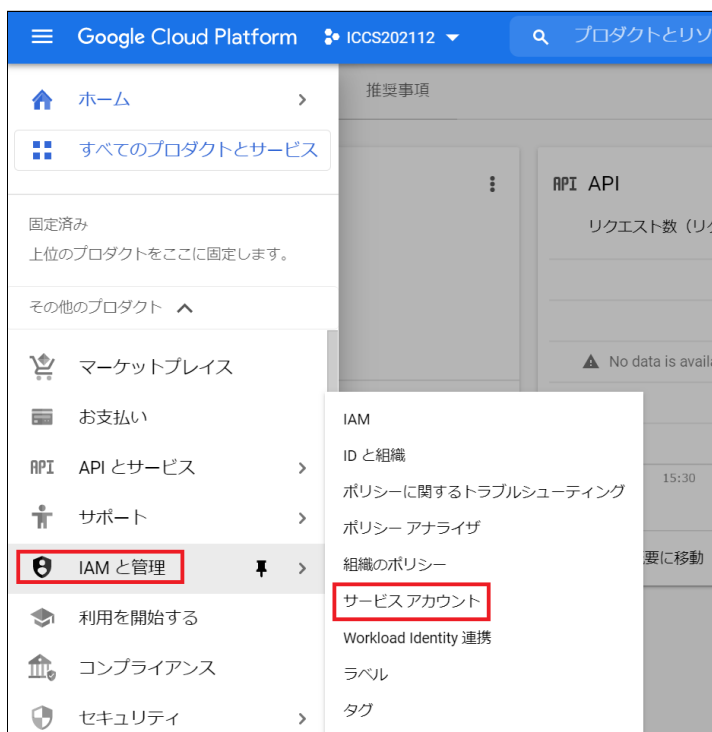 Google Cloud Platform
ICCS202112
プロダクトとリソ
ホーム
すべてのプロダクトとサービス
推奨事項
固定済み
上位のプロダクトをここに固定します。
その他のプロダクト
マーケットプレイス
お支払い
API APIとサービス
サポート
IAMと管理
利用を開始する
コンプライアンス
セキュリティ
IAM
IDと組織
ポリシーに関するトラブルシューティング
ポリシー アナライザ
組織のポリシー
サービス アカウント
Workload Identity 連携
ラベル
タグ
API API
リクエスト数（リク
No data is avail
15:30
要に移動